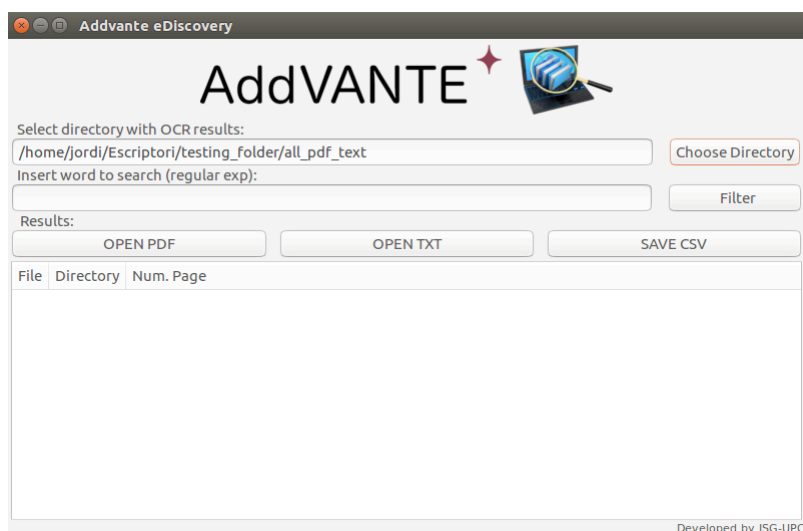 Addvante eDiscovery
AddVANTE
Select directory with OCR results:
/home/jordi/Escriptori/testing_folder/all_pdf_text
Choose Directory
Insert word to search (regular exp):
Filter
Results:
OPEN PDF
OPEN TXT
SAVE CSV
File Directory Num. Page
Developed by ISG-UPC